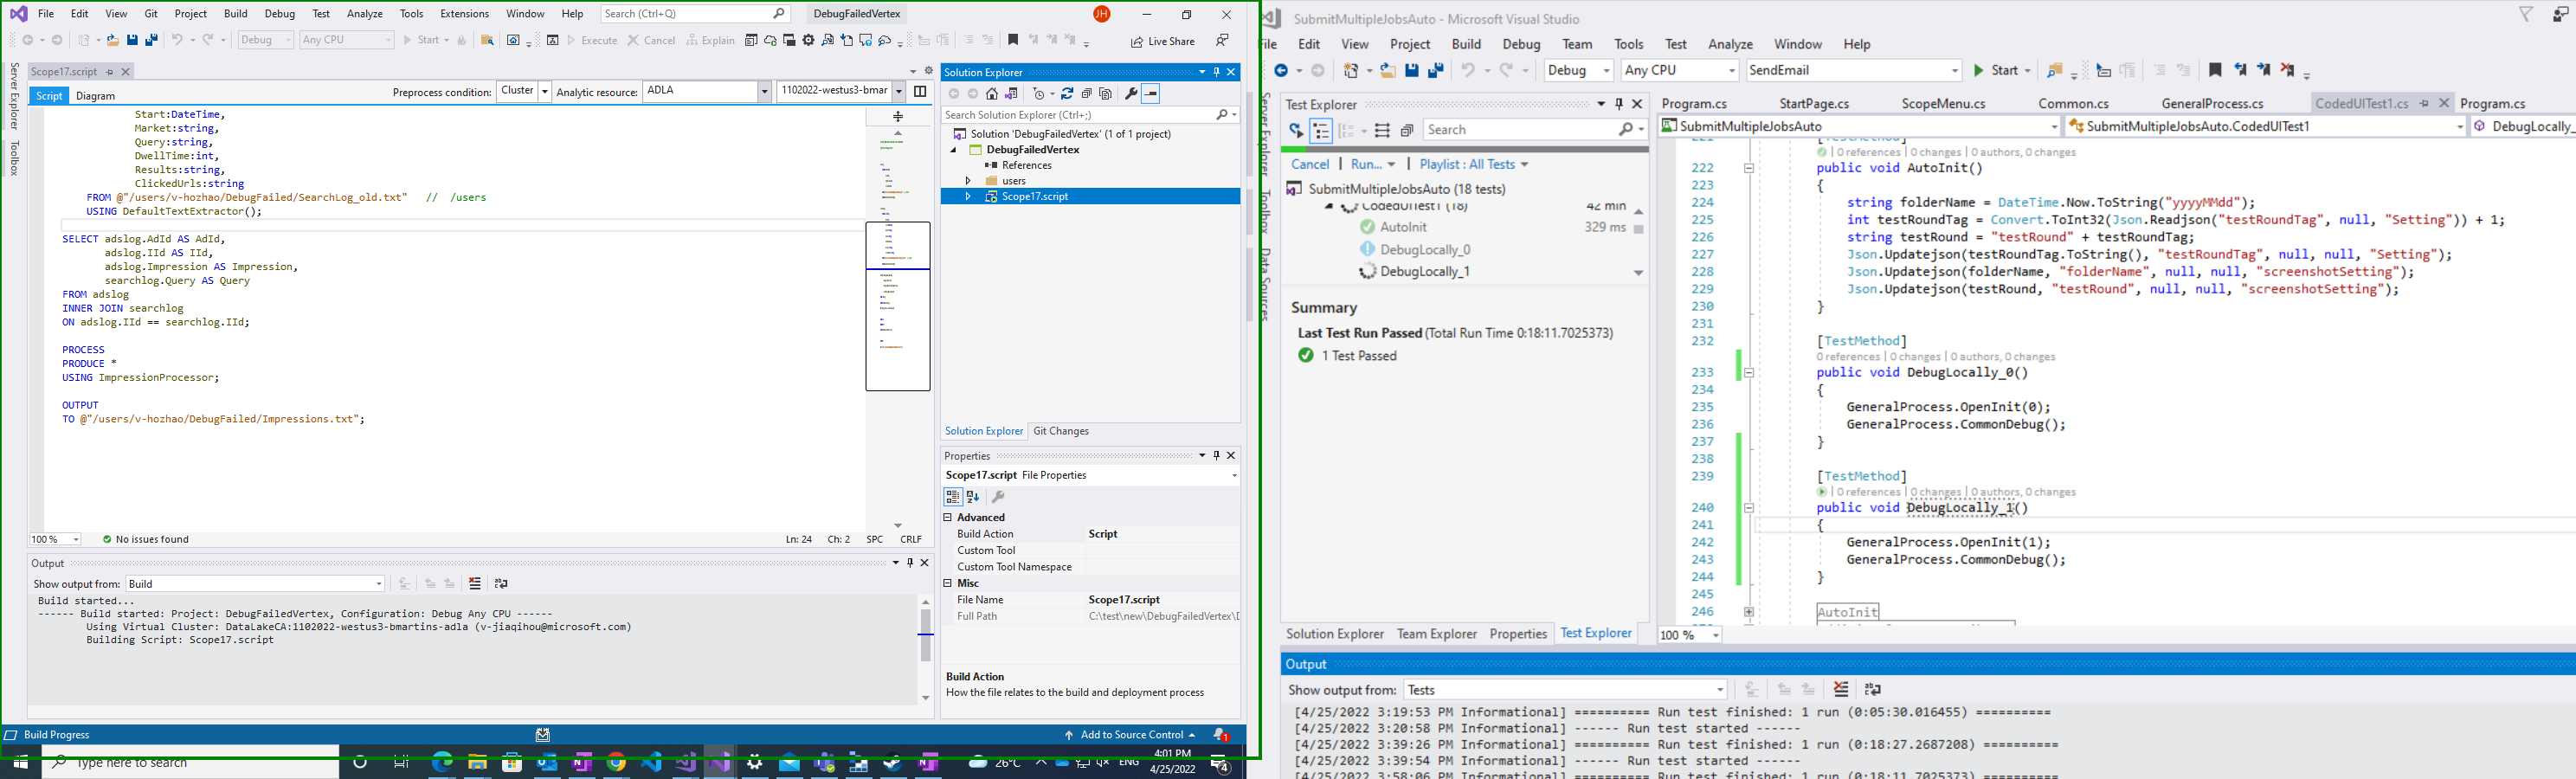 File Edit View Git Project Build Debug Test Analyze Tools Extensions Window Help Search (Ctrl+Q) DebugFailedVertex JH
Debug Any CPU Start Execute Cancel Explain Live Share
Server Explorer
Toolbox
Scope17.script
Script Diagram Preprocess condition: Cluster Analytic resource: ADLA 1102022-westus3-bmar
Start:DateTime,
Market:string,
Query:string,
DwellTime:int,
Results:string,
ClickedUrls:string
FROM @"/users/v-hozhao/DebugFailed/SearchLog_old.txt" // /users
USING DefaultTextExtractor();
SELECT adslog.AdId AS AdId,
adslog.IId AS IId,
adslog.Impression AS Impression,
searchlog.Query AS Query
FROM adslog
INNER JOIN searchlog
ON adslog.IId == searchlog.IId;
PROCESS
PRODUCE *
USING ImpressionProcessor;
OUTPUT
TO @"/users/v-hozhao/DebugFailed/Impressions.txt";
100 % No issues found Ln: 24 Ch: 2 SPC CRLF
Output
Show output from: Build
Build started...
------ Build started: Project: DebugFailedVertex, Configuration: Debug Any CPU ------
Using Virtual Cluster: DataLakeCA:1102022-westus3-bmartins-adla (v-jiaqihou@microsoft.com)
Building Script: Scope17.script
Solution Explorer
Search Solution Explorer (Ctrl+;)
Solution 'DebugFailedVertex' (1 of 1 project)
DebugFailedVertex
References
users
Scope17.script
Solution Explorer Git Changes
Properties
Scope17.script File Properties
Advanced
Build Action Script
Custom Tool
Custom Tool Namespace
Misc
File Name Scope17.script
Full Path C:\test\new\DebugFailedVertex\D
Build Action
How the file relates to the build and deployment process
Build Progress Add to Source Control 1
Type here to search 26°C ENG 4:01 PM
4/25/2022 4
SubmitMultipleJobsAuto - Microsoft Visual Studio
File Edit View Project Build Debug Team Tools Test Analyze Window Help
Debug Any CPU SendEmail Start
Server Explorer
Toolbox
Data Sources
Test Explorer
Search
Cancel | Run... | Playlist : All Tests
SubmitMultipleJobsAuto (18 tests)
CodedUITest1 (18) 42 min
AutoInit 329 ms
DebugLocally_0
DebugLocally_1
Summary
Last Test Run Passed (Total Run Time 0:18:11.7025373)
1 Test Passed
Solution Explorer Team Explorer Properties Test Explorer
Program.cs StartPage.cs ScopeMenu.cs Common.cs GeneralProcess.cs CodedUITest1.cs Program.cs
SubmitMultipleJobsAuto SubmitMultipleJobsAuto.CodedUITest1 DebugLocally_
221 [TestMethod]
| 0 references | 0 changes | 0 authors, 0 changes
222 public void AutoInit()
223 {
224 string folderName = DateTime.Now.ToString("yyyyMMdd");
225 int testRoundTag = Convert.ToInt32(Json.Readjson("testRoundTag", null, "Setting")) + 1;
226 string testRound = "testRound" + testRoundTag;
227 Json.Updatejson(testRoundTag.ToString(), "testRoundTag", null, null, "Setting");
228 Json.Updatejson(folderName, "folderName", null, null, "screenshotSetting");
229 Json.Updatejson(testRound, "testRound", null, null, "screenshotSetting");
230 }
231
232 [TestMethod]
0 references | 0 changes | 0 authors, 0 changes
233 public void DebugLocally_0()
234 {
235 GeneralProcess.OpenInit(0);
236 GeneralProcess.CommonDebug();
237 }
238
239 [TestMethod]
| 0 references | 0 changes | 0 authors, 0 changes
240 public void DebugLocally_1()
241 {
242 GeneralProcess.OpenInit(1);
243 GeneralProcess.CommonDebug();
244 }
245
246 AutoInit
100 %
Output
Show output from: Tests
[4/25/2022 3:19:53 PM Informational] ========== Run test finished: 1 run (0:05:30.016455) ==========
[4/25/2022 3:20:58 PM Informational] ------ Run test started ------
[4/25/2022 3:39:26 PM Informational] ========== Run test finished: 1 run (0:18:27.2687208) ==========
[4/25/2022 3:39:54 PM Informational] ------ Run test started ------
[4/25/2022 3:58:06 PM Informational] ========== Run test finished: 1 run (0:18:11.7025373) ==========